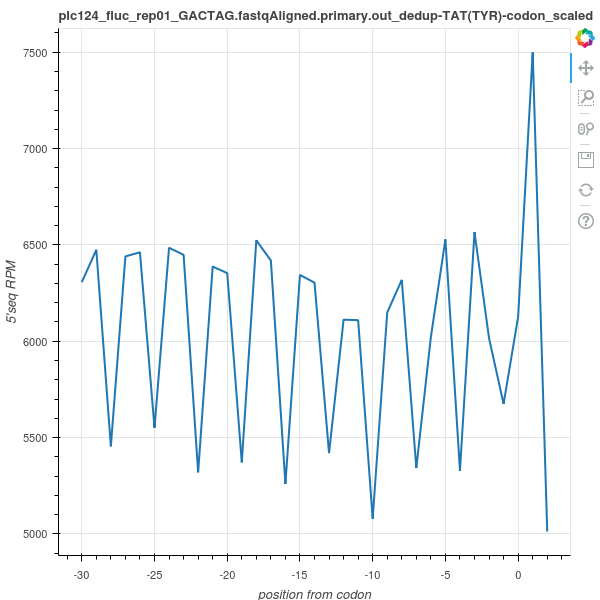 plc124_fluc_rep01_GACTAG.fastqAligned.primary.out_dedup-TAT(TYR)-codon_scaled
7500
7000
6500
6000
5500
5000
5'seq RPM
-30 -25 -20 -15 -10 -5 0
position from codon